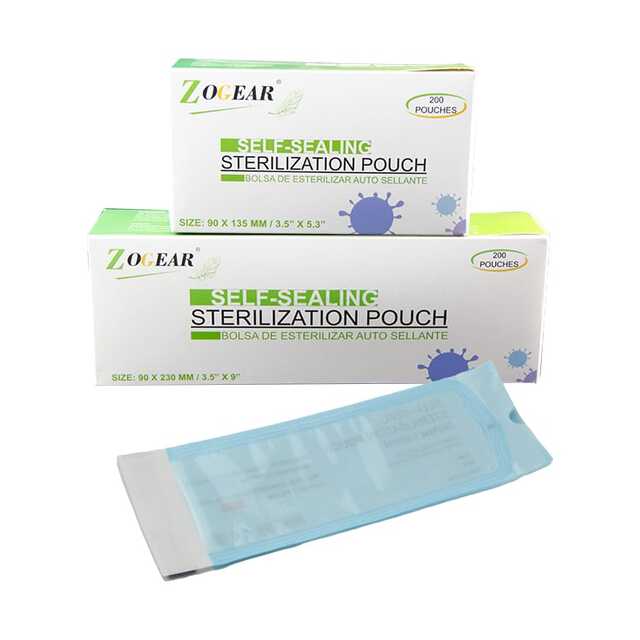 ZOGEAR®
200
POUCHES
SELF-SEALING
STERILIZATION POUCH
BOLSA DE ESTERILIZAR AUTO SELLANTE
SIZE: 90 X 135 MM / 3.5" X 5.3"
ZOGEAR®
200
POUCHES
SELF-SEALING
STERILIZATION POUCH
BOLSA DE ESTERILIZAR AUTO SELLANTE
SIZE: 90 X 230 MM / 3.5" X 9"